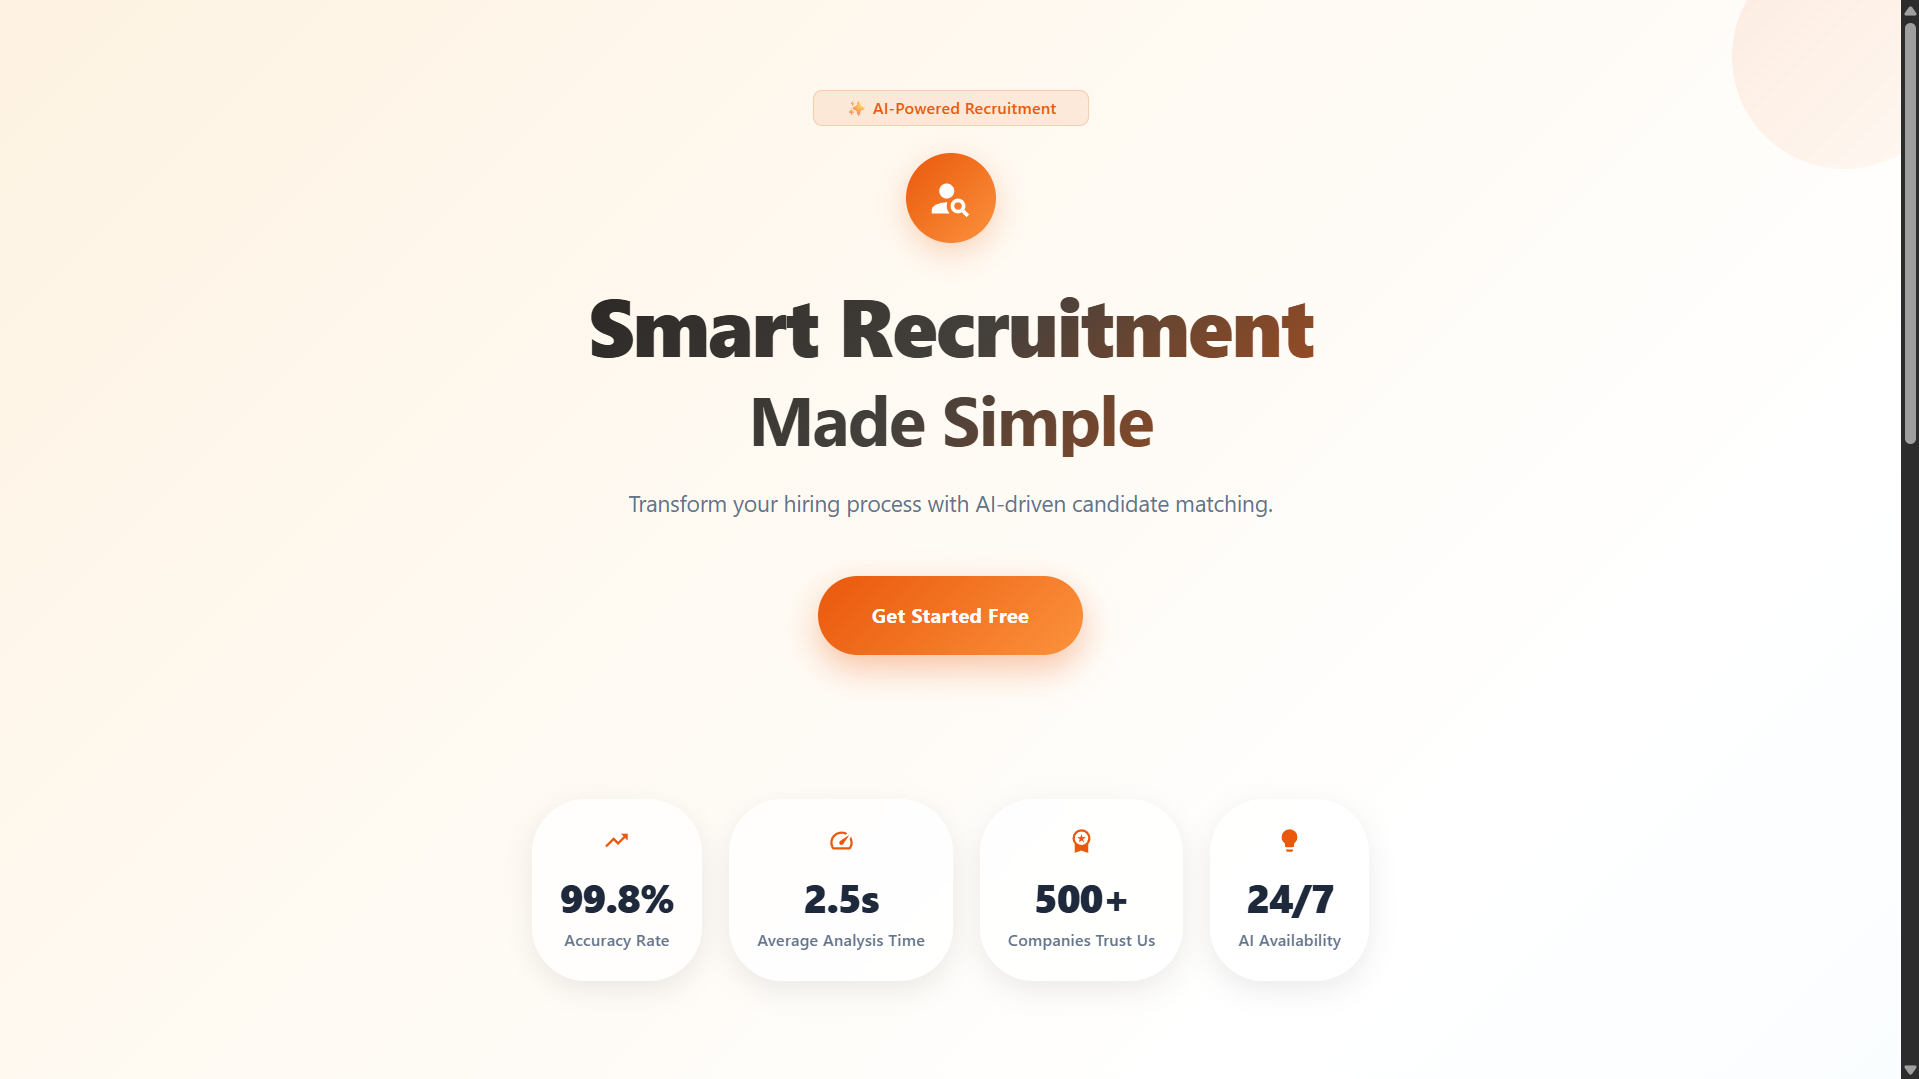 ✨ AI-Powered Recruitment
Smart Recruitment
Made Simple
Transform your hiring process with AI-driven candidate matching.
Get Started Free
99.8%
Accuracy Rate
2.5s
Average Analysis Time
500+
Companies Trust Us
24/7
AI Availability